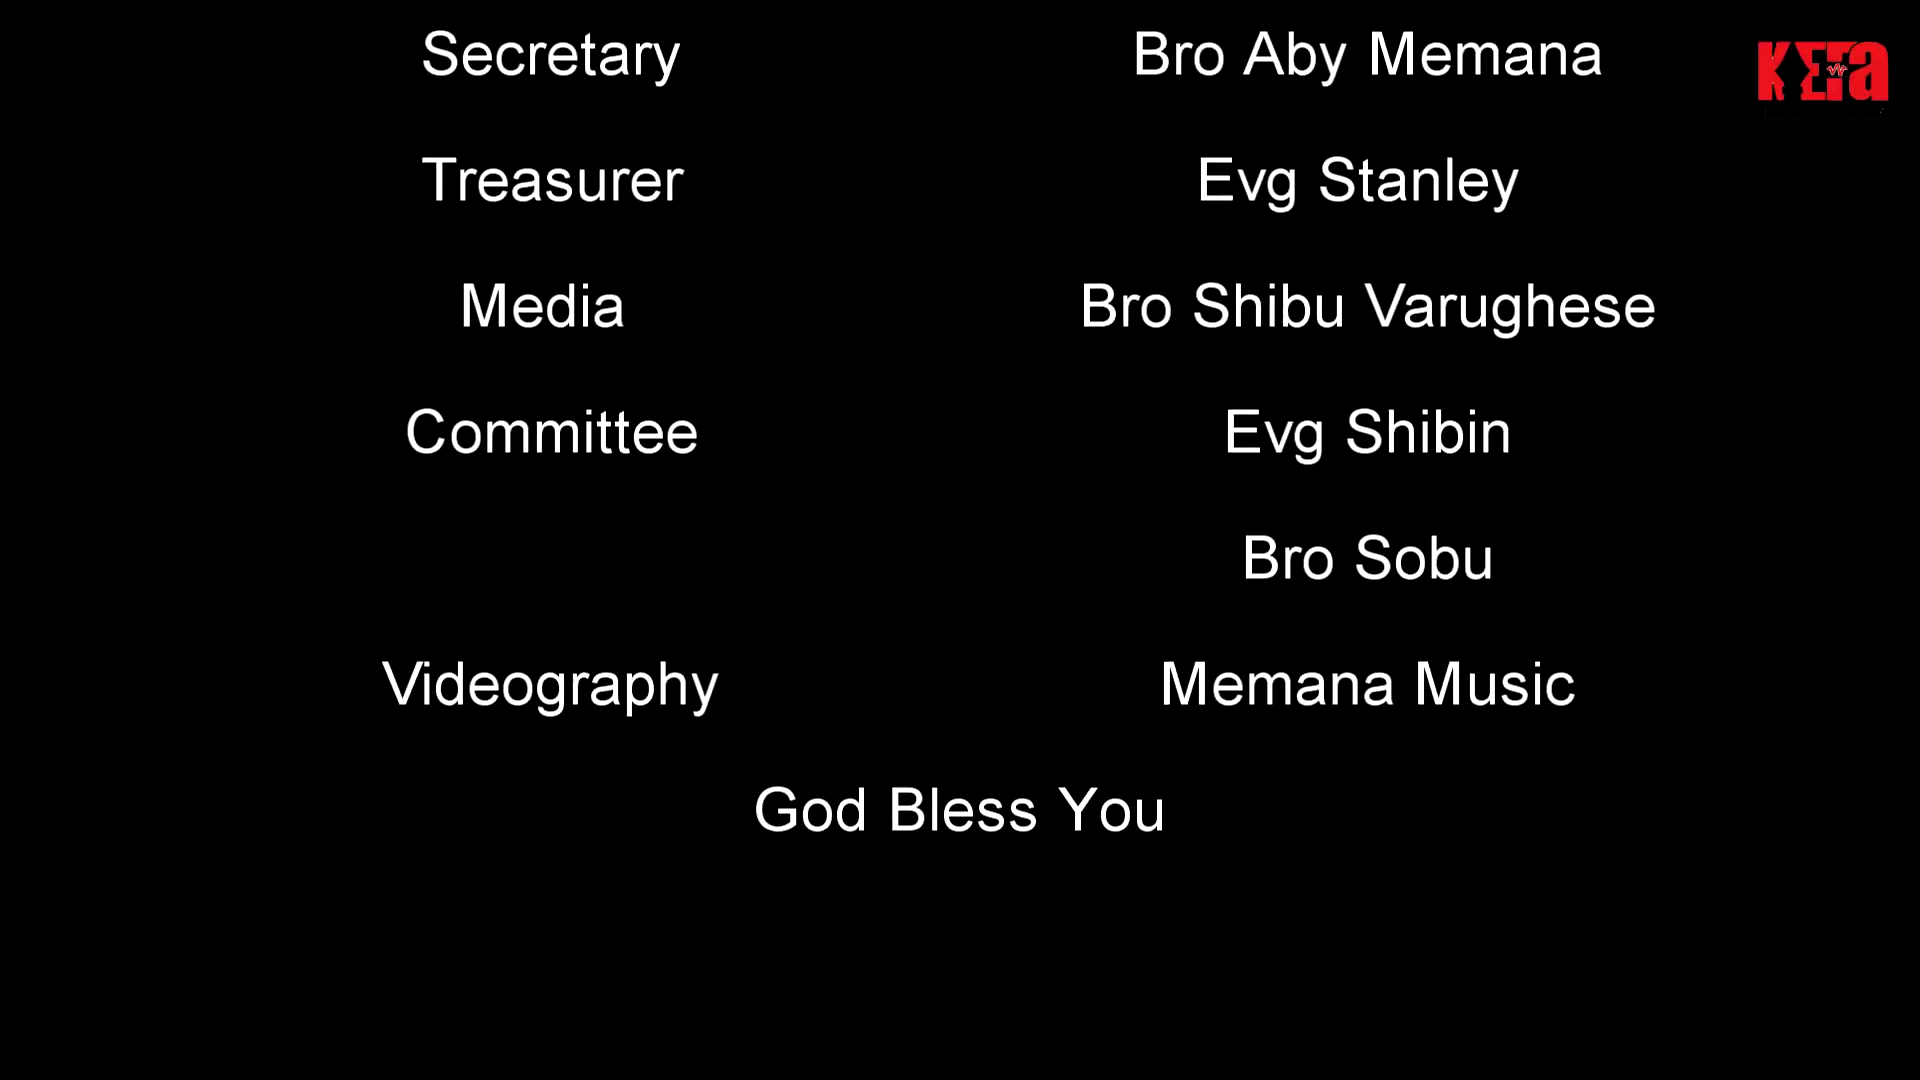 Secretary Bro Aby Memana
KEFa
Treasurer Evg Stanley
Media Bro Shibu Varughese
Committee Evg Shibin
Bro Sobu
Videography Memana Music
God Bless You